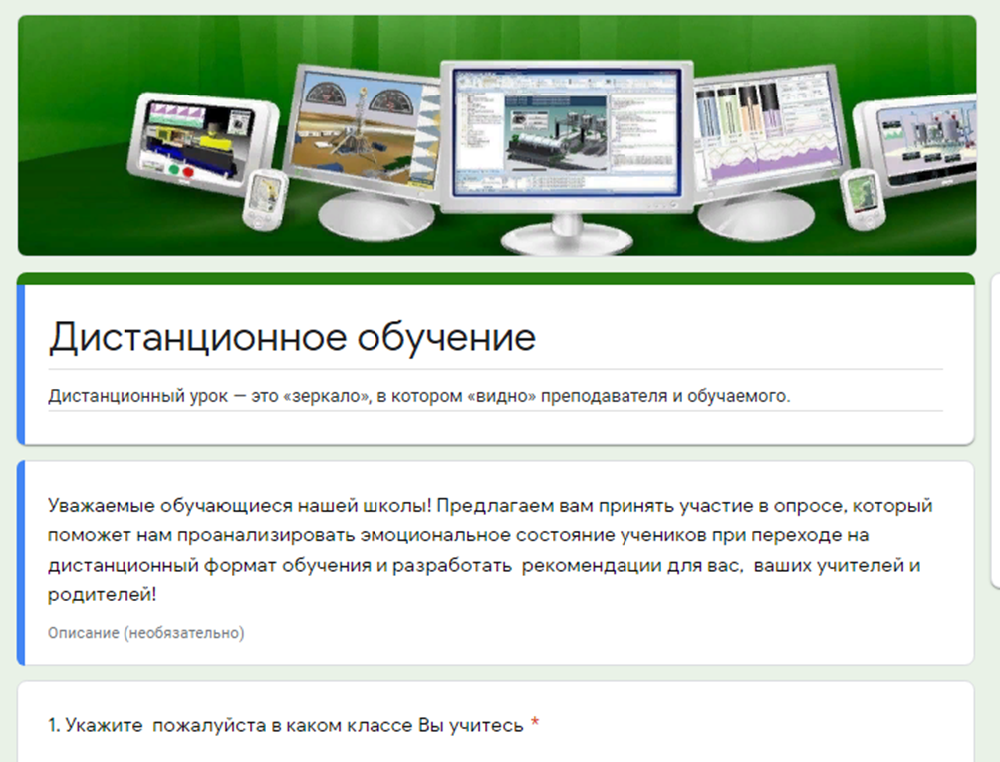 Дистанционное обучение
Дистанционный урок — это «зеркало», в котором «видно» преподавателя и обучаемого.
Уважаемые обучающиеся нашей школы! Предлагаем вам принять участие в опросе, который
поможет нам проанализировать эмоциональное состояние учеников при переходе на
дистанционный формат обучения и разработать  рекомендации для вас,  ваших учителей и
родителей!
Описание (необязательно)
1. Укажите  пожалуйста в каком классе Вы учитесь *